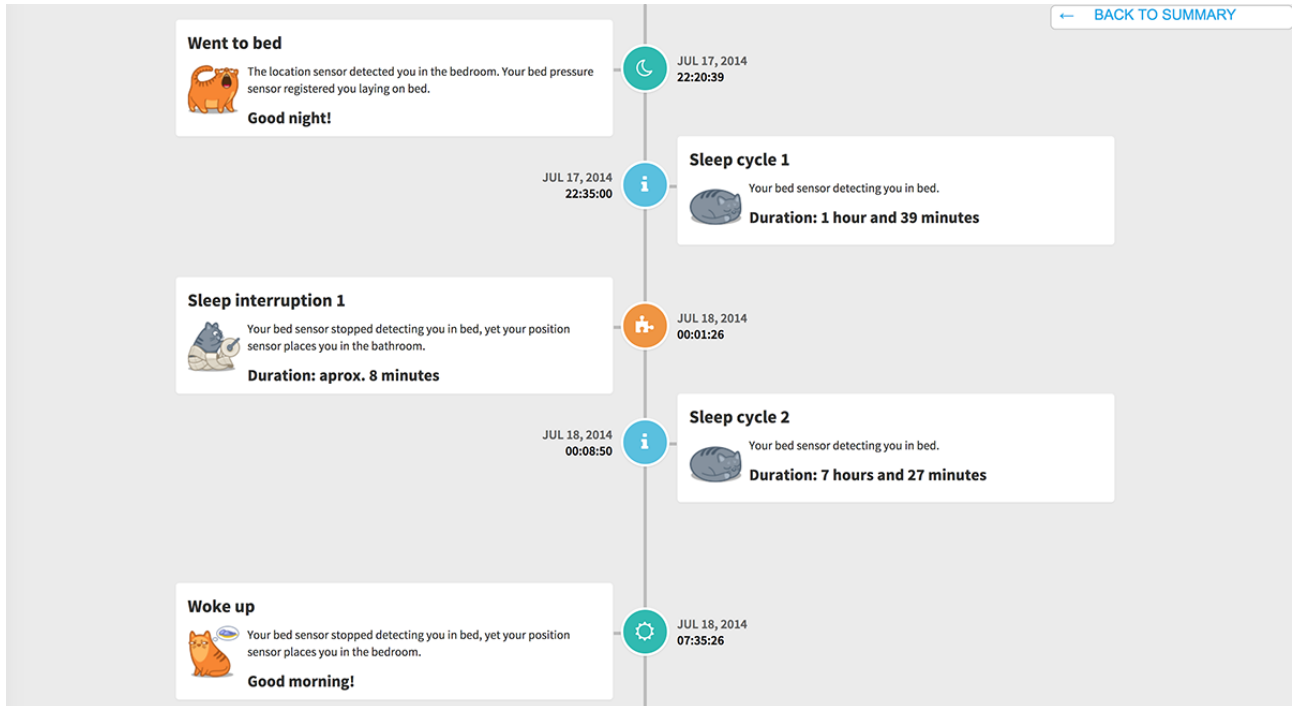 ← BACK TO SUMMARY
Went to bed
The location sensor detected you in the bedroom. Your bed pressure
sensor registered you laying on bed.
Good night!
JUL 17, 2014
22:20:39
JUL 17, 2014
22:35:00
Sleep cycle 1
Your bed sensor detecting you in bed.
Duration: 1 hour and 39 minutes
Sleep interruption 1
Your bed sensor stopped detecting you in bed, yet your position
sensor places you in the bathroom.
Duration: aprox. 8 minutes
JUL 18, 2014
00:01:26
JUL 18, 2014
00:08:50
Sleep cycle 2
Your bed sensor detecting you in bed.
Duration: 7 hours and 27 minutes
Woke up
Your bed sensor stopped detecting you in bed, yet your position
sensor places you in the bedroom.
Good morning!
JUL 18, 2014
07:35:26